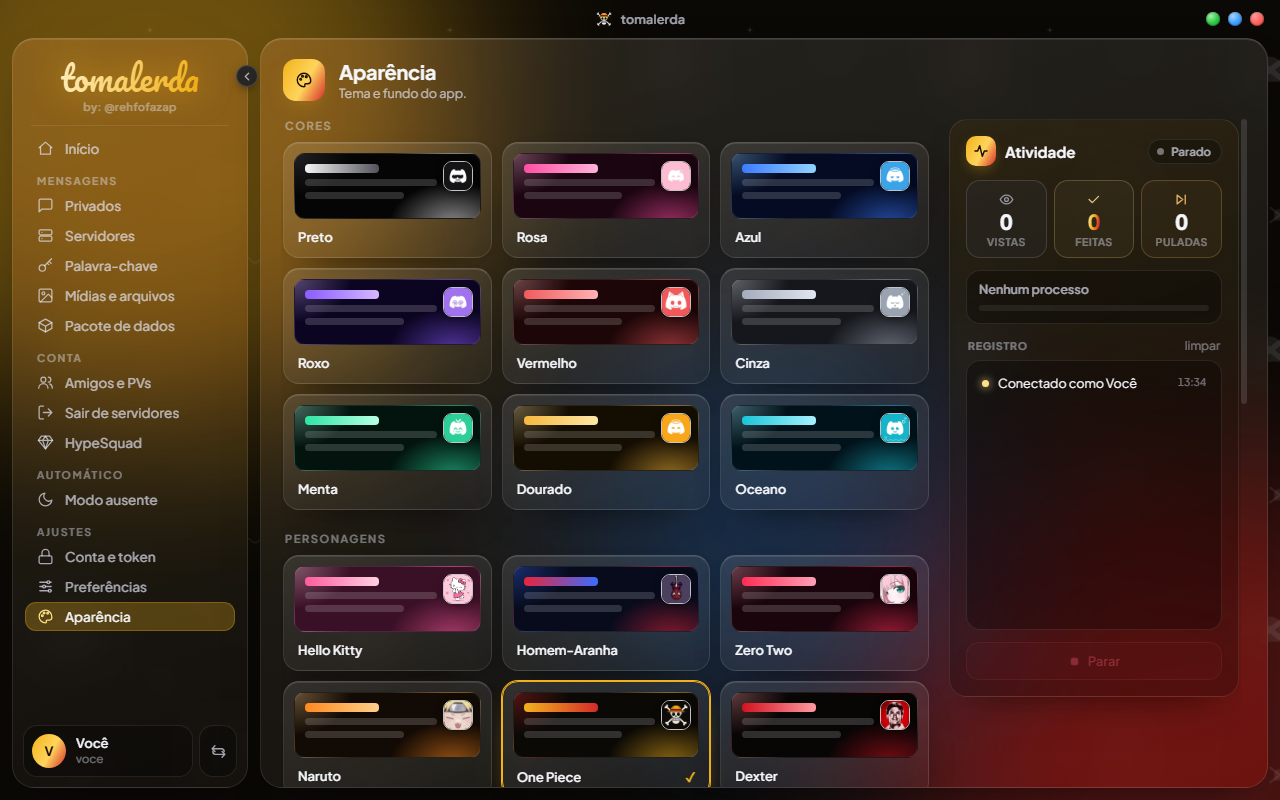 tomalerda
tomalerda
by: @rehfofazap
Início
MENSAGENS
Privados
Servidores
Palavra-chave
Mídias e arquivos
Pacote de dados
CONTA
Amigos e PVs
Sair de servidores
HypeSquad
AUTOMÁTICO
Modo ausente
AJUSTES
Conta e token
Preferências
Aparência
V
Você
voce
Aparência
Tema e fundo do app.
CORES
Preto
Rosa
Azul
Roxo
Vermelho
Cinza
Menta
Dourado
Oceano
PERSONAGENS
Hello Kitty
Homem-Aranha
Zero Two
Naruto
One Piece
Dexter
Atividade
Parado
0
VISTAS
0
FEITAS
0
PULADAS
Nenhum processo
REGISTRO
limpar
Conectado como Você
13:34
Parar